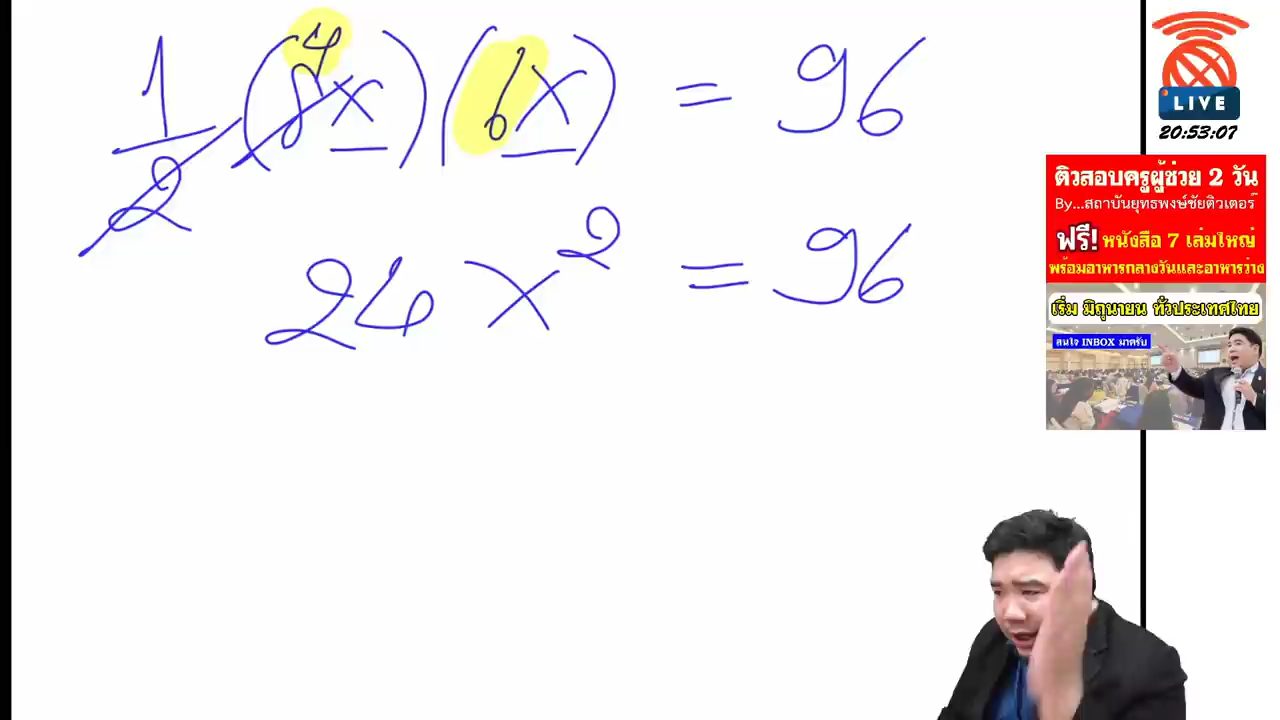 1/2 (8⁴x)(6x) = 96
24x² = 96
LIVE
20:53:07
ติวสอบครูผู้ช่วย 2 วัน
By...สถาบันยุทธพงษ์ชัยติวเตอร์
ฟรี! หนังสือ 7 เล่มใหญ่
พร้อมอาหารกลางวันและอาหารว่าง
เริ่ม มิถุนายน ทั่วประเทศไทย
สนใจ INBOX มาครับ